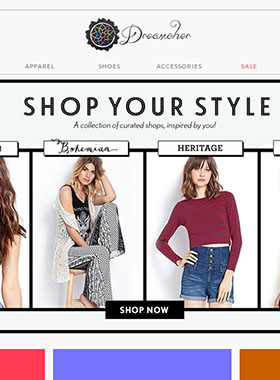 Dreamcher
APPAREL SHOES ACCESSORIES SALE
SHOP YOUR STYLE
A collection of curated shops, inspired by you!
Bohemian HERITAGE
SHOP NOW